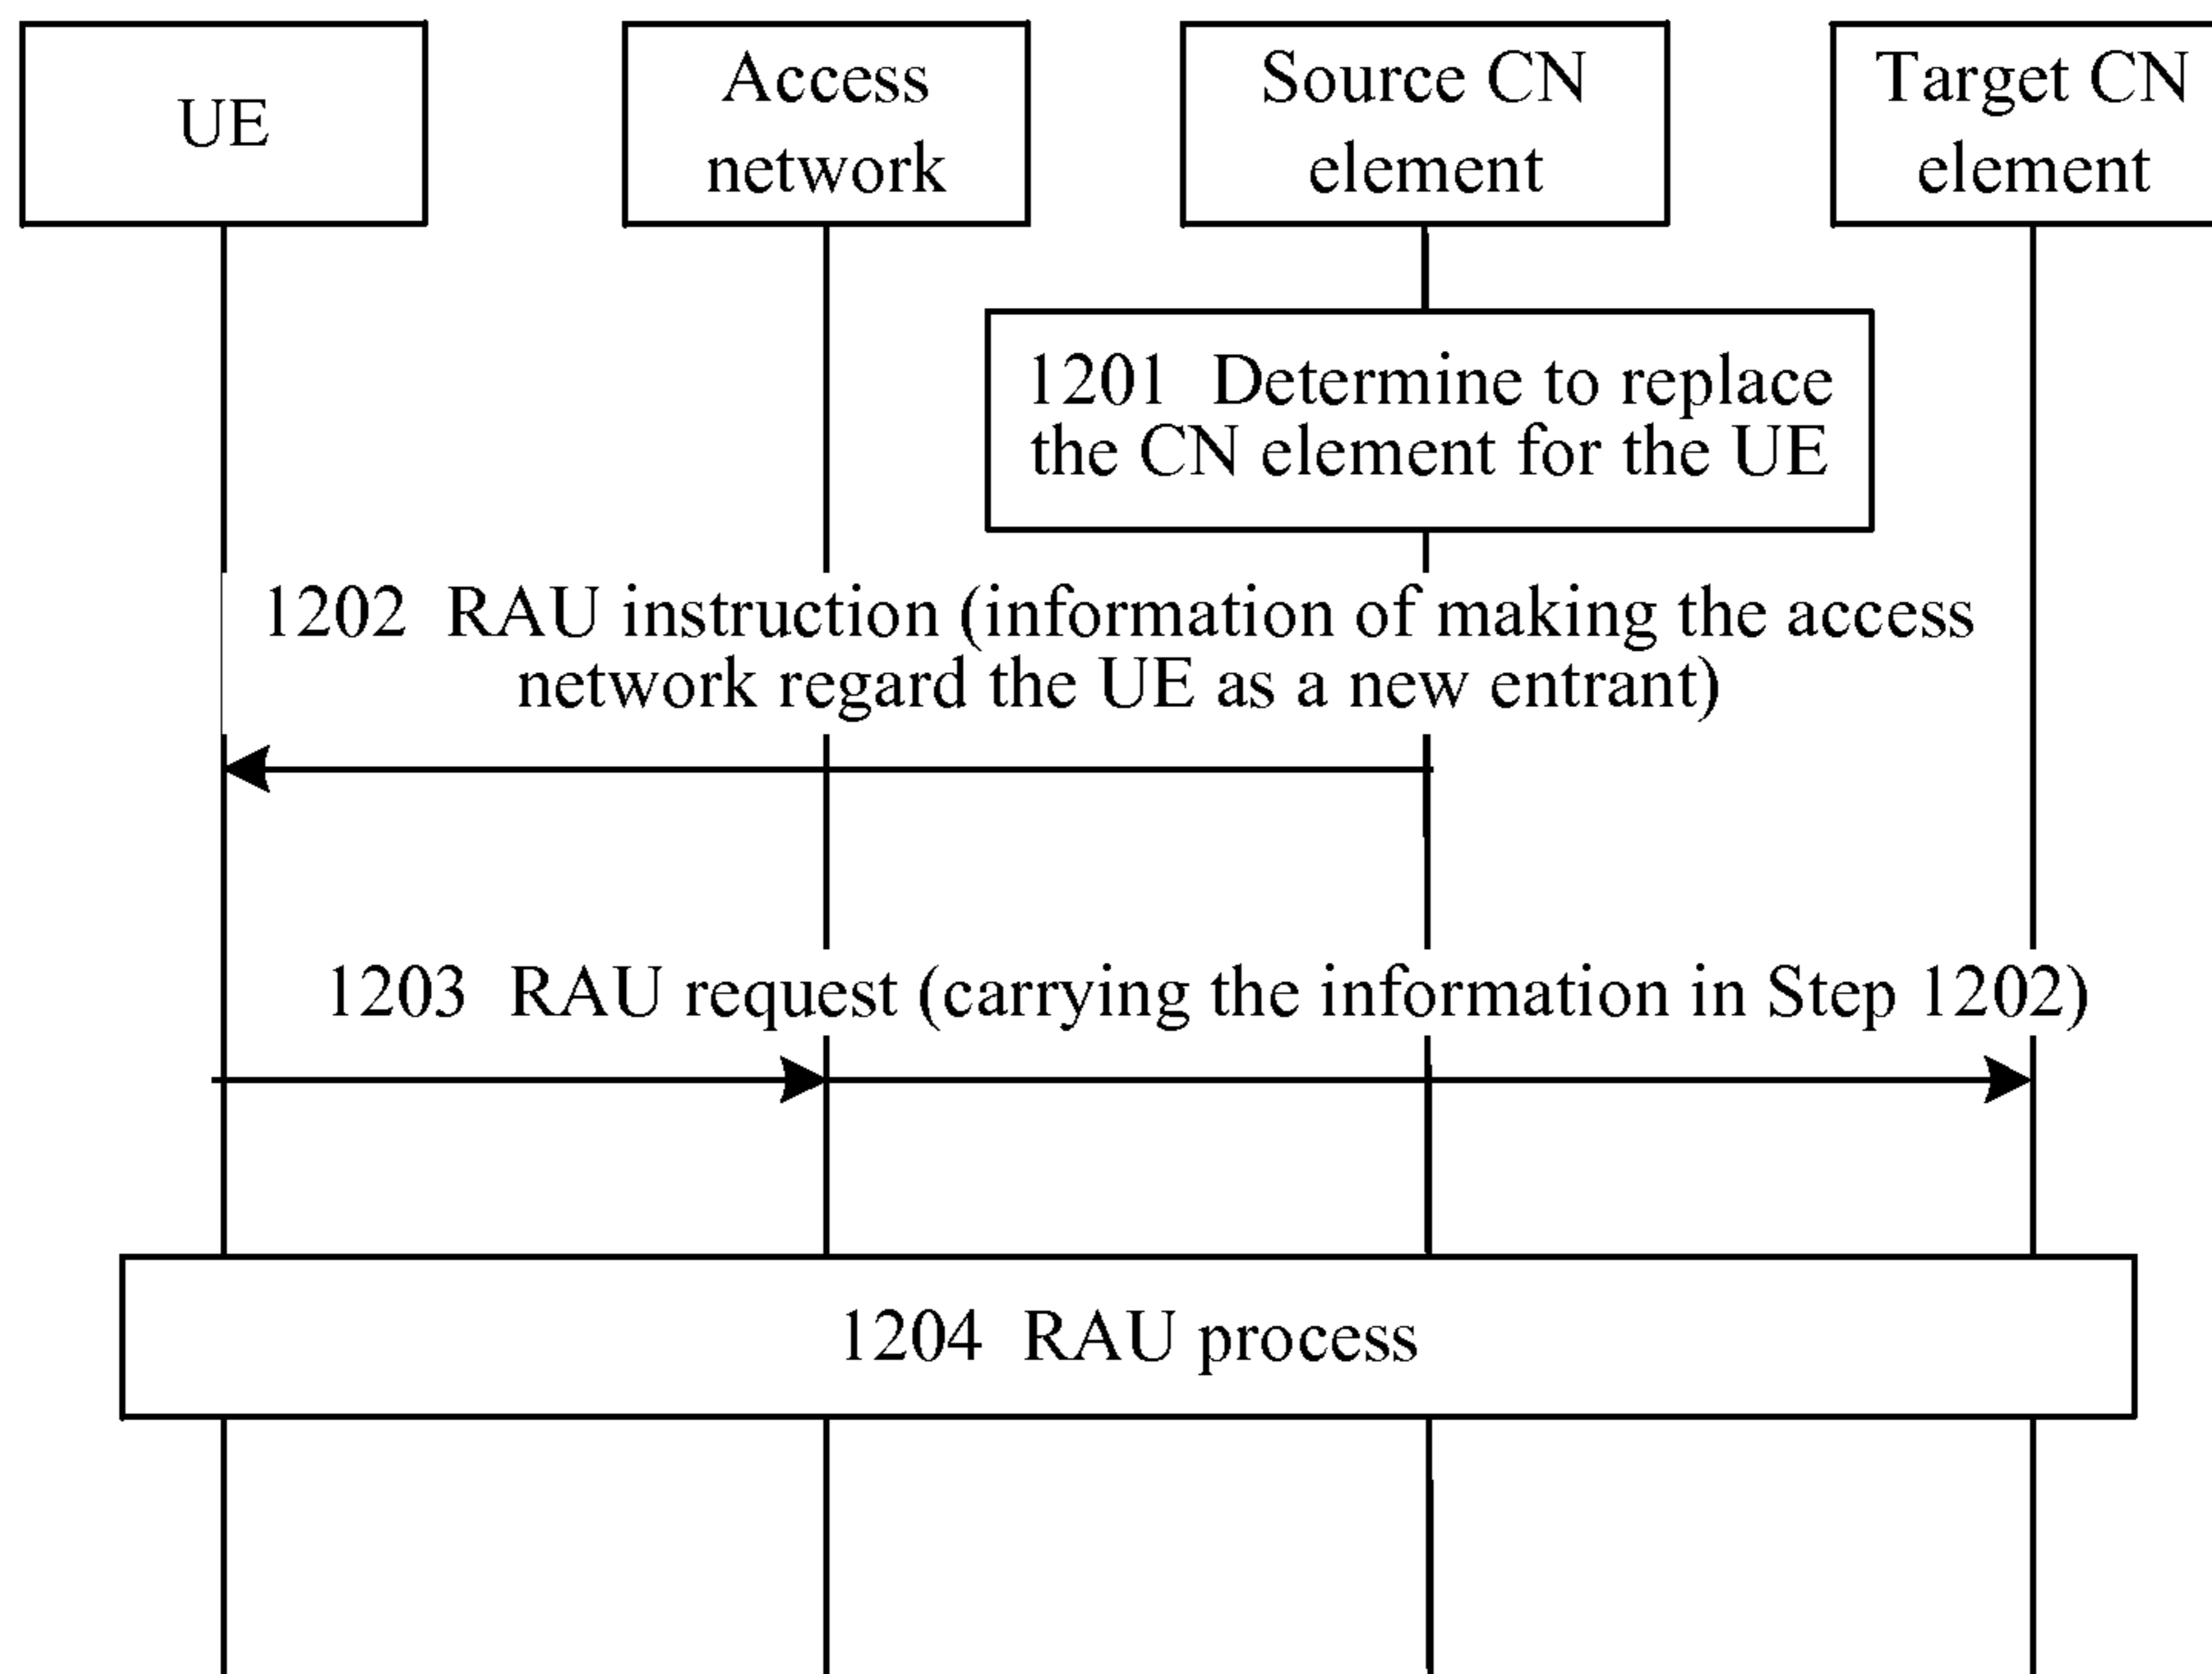 UE
Access
network
Source CN
element
Target CN
element
1201 Determine to replace
the CN element for the UE
1202 RAU instruction (information of making the access
network regard the UE as a new entrant)
1203 RAU request (carrying the information in Step 1202)
1204 RAU process